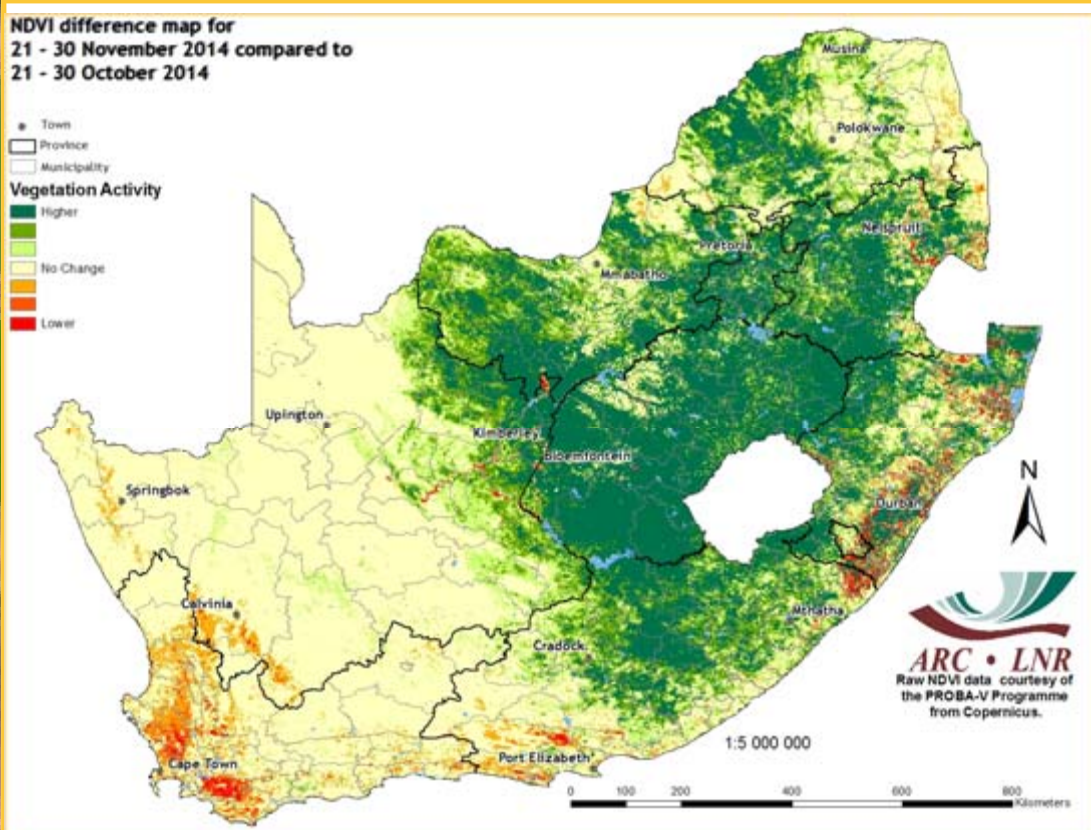 NDVI difference map for
21 - 30 November 2014 compared to
21 - 30 October 2014
Town
Province
Municipality
Vegetation Activity
Higher
No Change
Lower
Musina
Polokwane
Nelspruit
Pretoria
Mmabatho
Upington
Kimberley
Bloemfontein
Springbok
Durban
N
Calvinia
Mthatha
Cradock
ARC • LNR
Raw NDVI data courtesy of
the PROBA-V Programme
from Copernicus.
1:5 000 000
Port Elizabeth
Cape Town
0 100 200 400 600 800
Kilometers